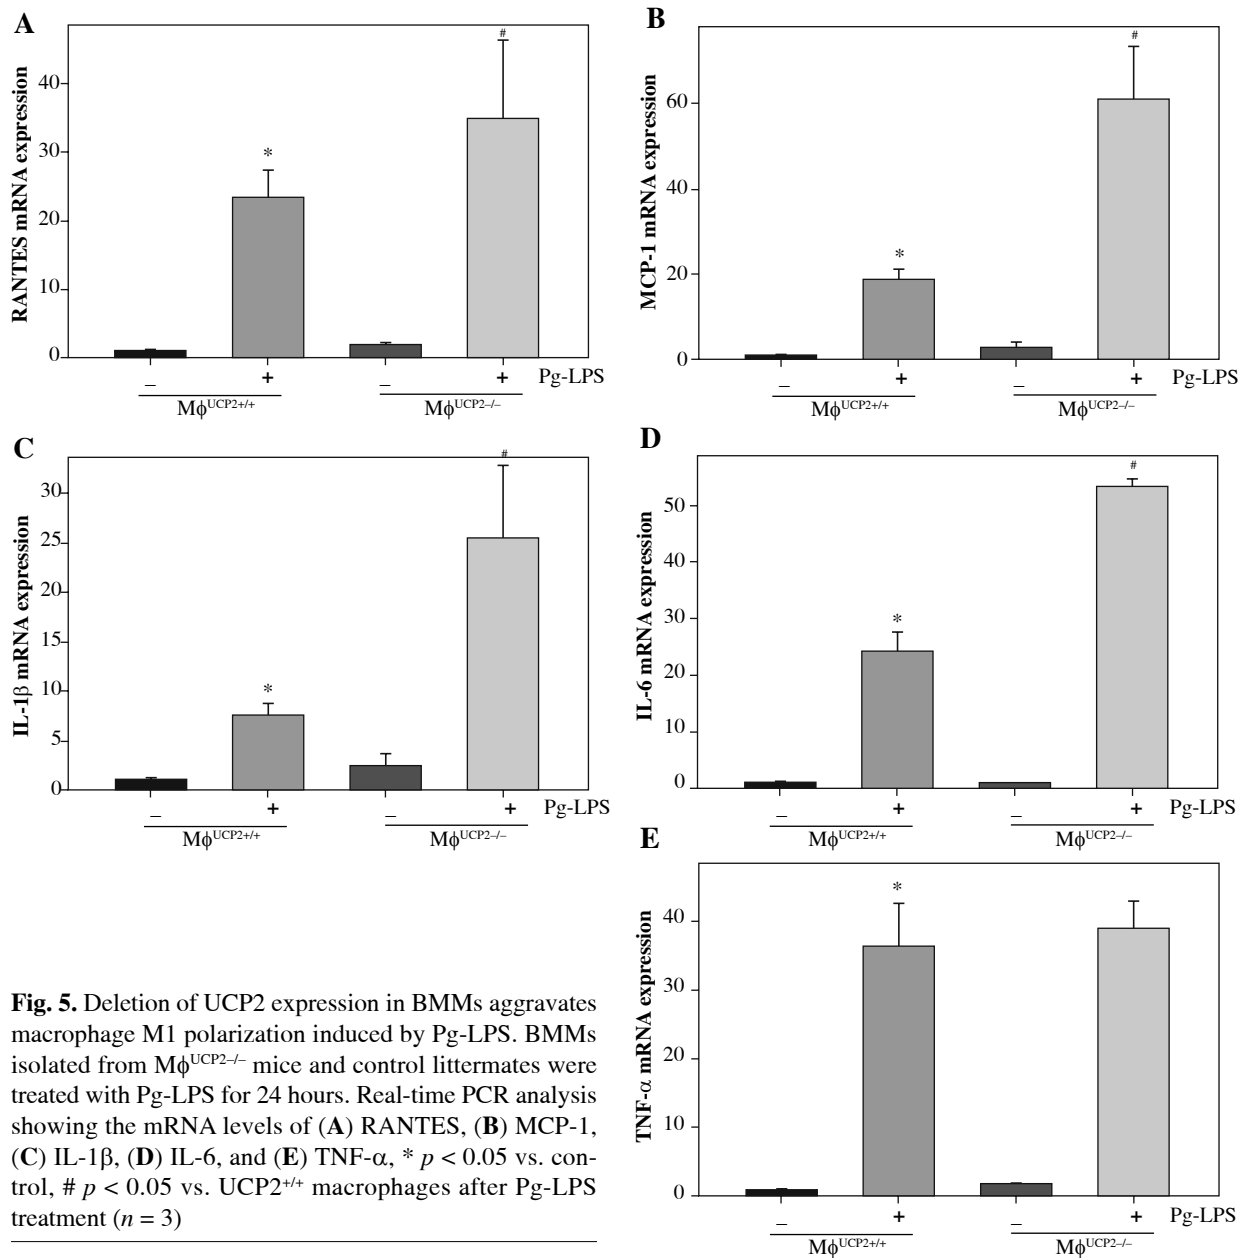 A
RANTES mRNA expression
40
30
20
10
0
*
#
– + – + Pg-LPS
Mϕ^UCP2+/+ Mϕ^UCP2–/–
B
MCP-1 mRNA expression
60
40
20
0
*
#
– + – + Pg-LPS
Mϕ^UCP2+/+ Mϕ^UCP2–/–
C
IL-1β mRNA expression
30
25
20
15
10
5
0
*
#
– + – + Pg-LPS
Mϕ^UCP2+/+ Mϕ^UCP2–/–
D
IL-6 mRNA expression
50
40
30
20
10
0
*
#
– + – + Pg-LPS
Mϕ^UCP2+/+ Mϕ^UCP2–/–
E
TNF-α mRNA expression
40
30
20
10
0
*
– + – + Pg-LPS
Mϕ^UCP2+/+ Mϕ^UCP2–/–
Fig. 5. Deletion of UCP2 expression in BMMs aggravates
macrophage M1 polarization induced by Pg-LPS. BMMs
isolated from Mϕ^UCP2–/– mice and control littermates were
treated with Pg-LPS for 24 hours. Real-time PCR analysis
showing the mRNA levels of (A) RANTES, (B) MCP-1,
(C) IL-1β, (D) IL-6, and (E) TNF-α, * p < 0.05 vs. con-
trol, # p < 0.05 vs. UCP2+/+ macrophages after Pg-LPS
treatment (n = 3)